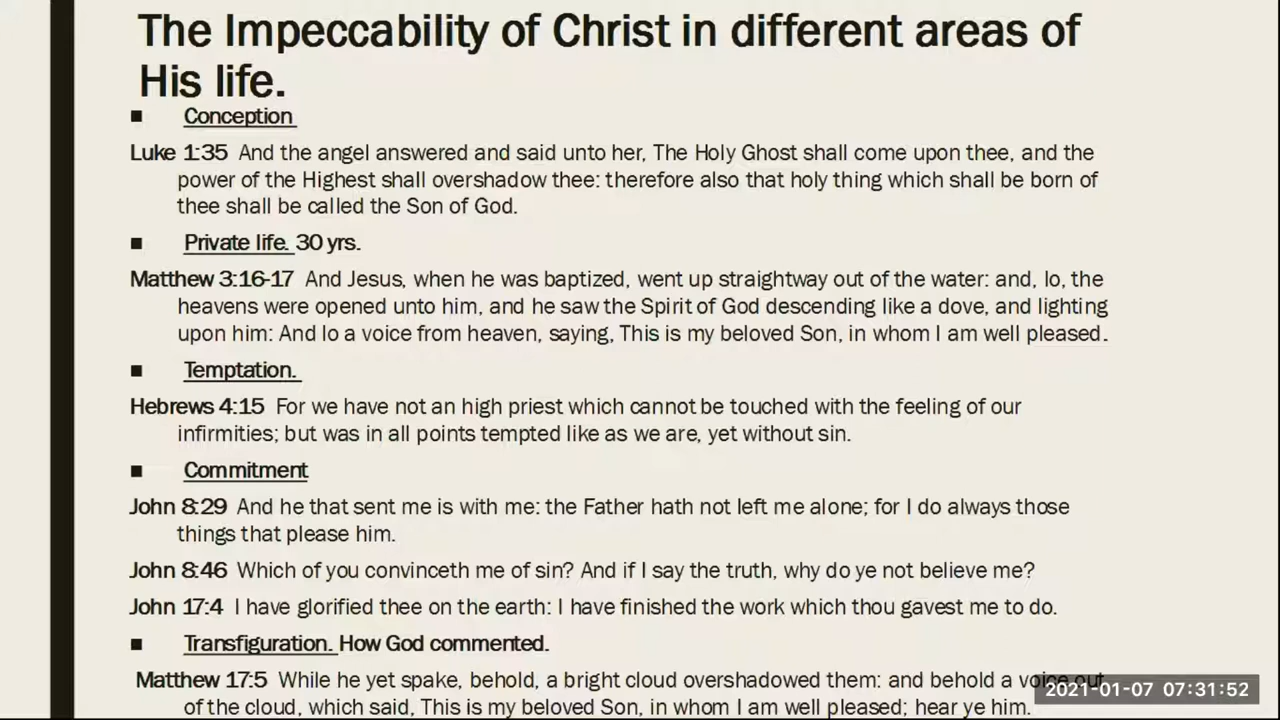 The Impeccability of Christ in different areas of
His life.
■ Conception
Luke 1:35 And the angel answered and said unto her, The Holy Ghost shall come upon thee, and the
power of the Highest shall overshadow thee: therefore also that holy thing which shall be born of
thee shall be called the Son of God.
■ Private life. 30 yrs.
Matthew 3:16-17 And Jesus, when he was baptized, went up straightway out of the water: and, lo, the
heavens were opened unto him, and he saw the Spirit of God descending like a dove, and lighting
upon him: And lo a voice from heaven, saying, This is my beloved Son, in whom I am well pleased.
■ Temptation.
Hebrews 4:15 For we have not an high priest which cannot be touched with the feeling of our
infirmities; but was in all points tempted like as we are, yet without sin.
■ Commitment
John 8:29 And he that sent me is with me: the Father hath not left me alone; for I do always those
things that please him.
John 8:46 Which of you convinceth me of sin? And if I say the truth, why do ye not believe me?
John 17:4 I have glorified thee on the earth: I have finished the work which thou gavest me to do.
■ Transfiguration. How God commented.
Matthew 17:5 While he yet spake, behold, a bright cloud overshadowed them: and behold a voice out
of the cloud, which said, This is my beloved Son, in whom I am well pleased; hear ye him.
2021-01-07 07:31:52